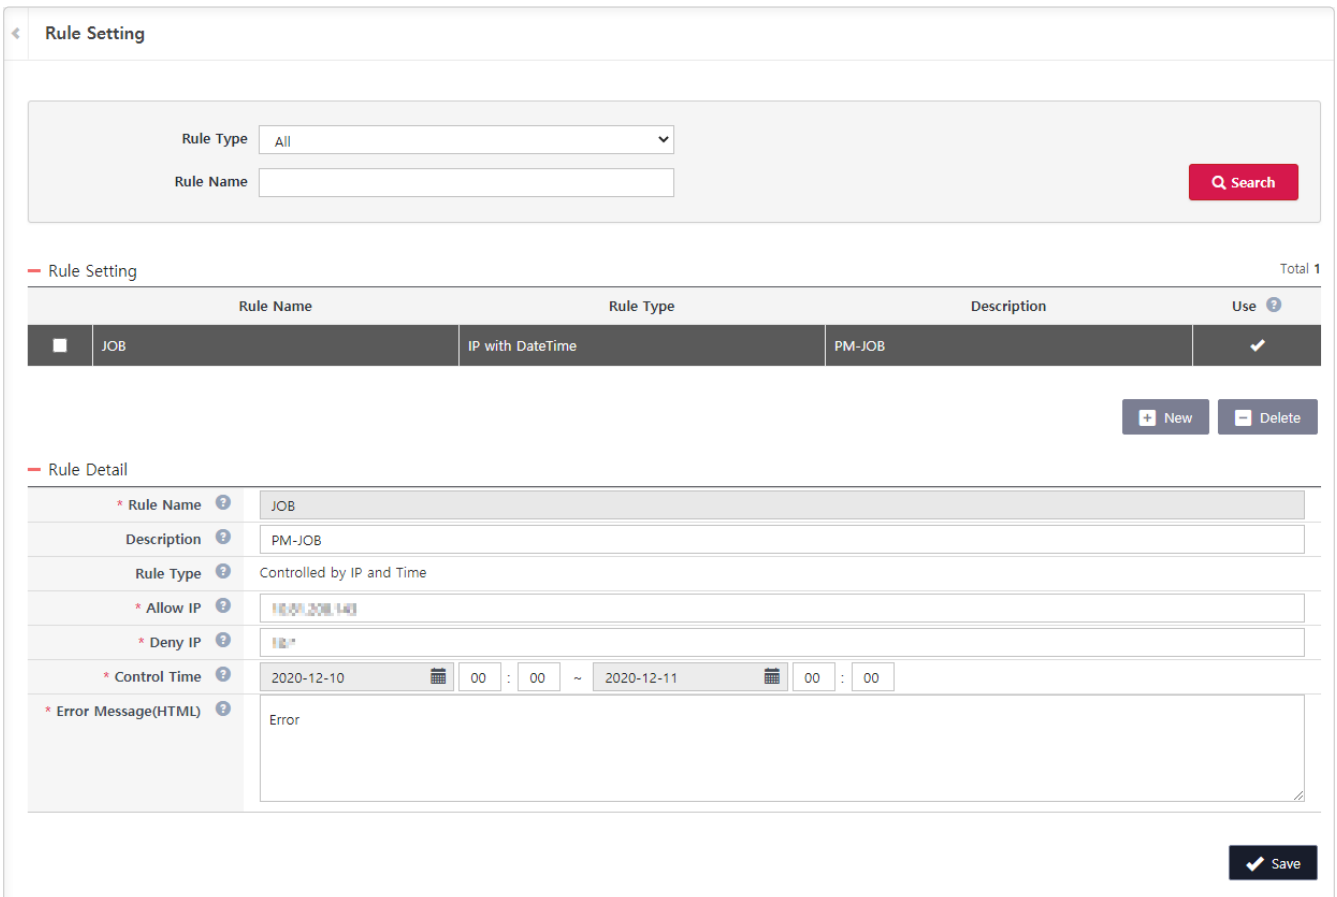 Rule Setting
Rule Type All
Rule Name
Search
Rule Setting Total 1
Rule Name Rule Type Description Use ?
JOB IP with DateTime PM-JOB
New Delete
Rule Detail
* Rule Name ? JOB
Description ? PM-JOB
Rule Type ? Controlled by IP and Time
* Allow IP ?
* Deny IP ?
* Control Time ? 2020-12-10 00 : 00 ~ 2020-12-11 00 : 00
* Error Message(HTML) ? Error
Save